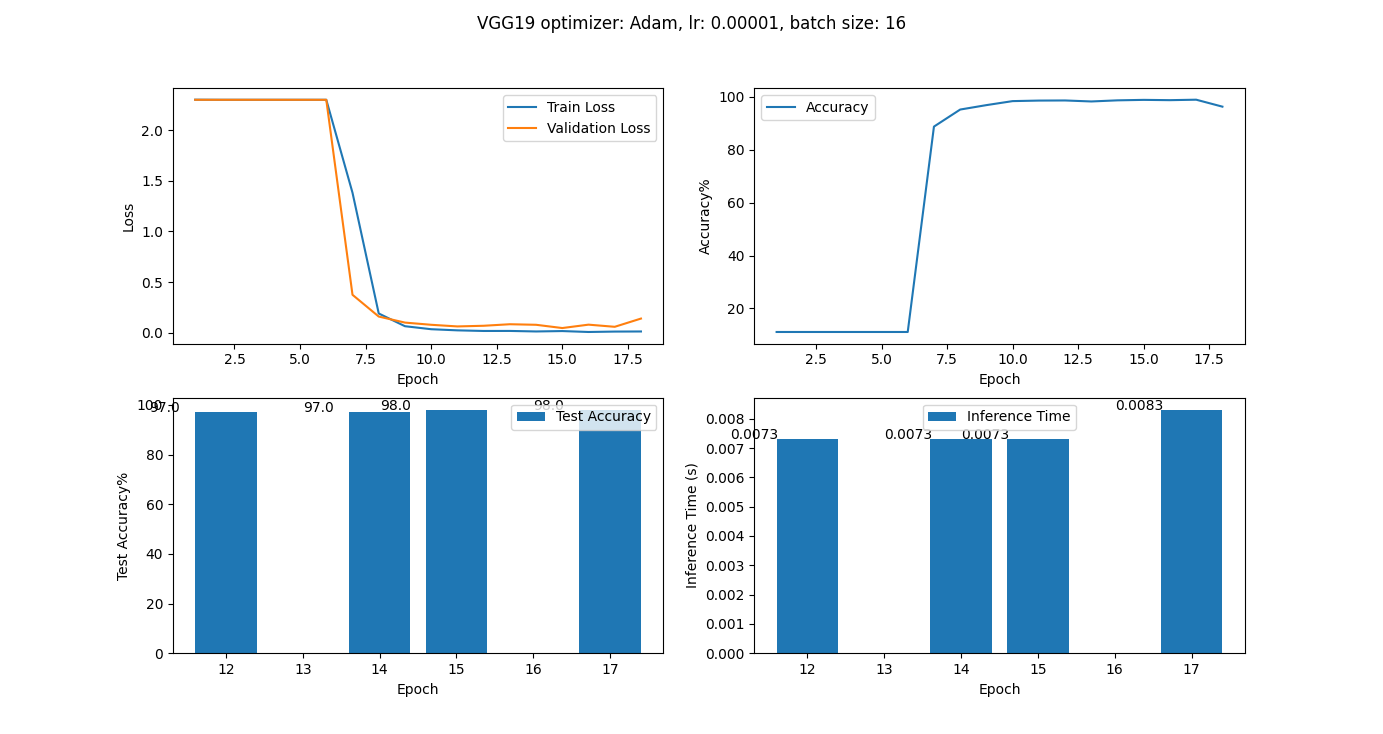 VGG19 optimizer: Adam, lr: 0.00001, batch size: 16
Train Loss
Validation Loss
2.0
1.5
1.0
0.5
0.0
Loss
2.5 5.0 7.5 10.0 12.5 15.0 17.5
Epoch
Accuracy
100
80
60
40
20
Accuracy%
2.5 5.0 7.5 10.0 12.5 15.0 17.5
Epoch
97.0 97.0 98.0 98.0
Test Accuracy
100
80
60
40
20
0
Test Accuracy%
12 13 14 15 16 17
Epoch
0.0073 0.0073 0.0073 0.0083
Inference Time
0.008
0.007
0.006
0.005
0.004
0.003
0.002
0.001
0.000
Inference Time (s)
12 13 14 15 16 17
Epoch